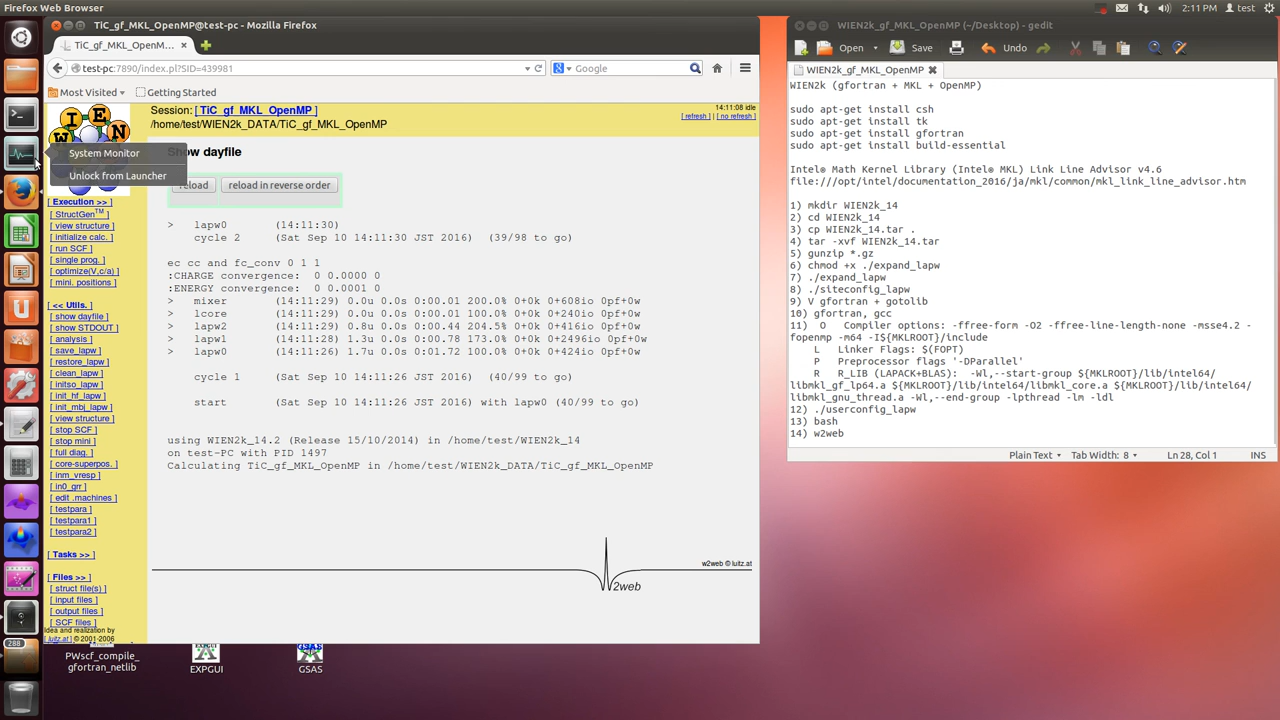 Firefox Web Browser
2:11 PM test
TiC_gf_MKL_OpenMP@test-pc - Mozilla Firefox
TiC_gf_MKL_OpenMP...
test-pc:7890/index.pl?SID=439981
Google
Most Visited
Getting Started
W I E N
Session: [ TiC_gf_MKL_OpenMP ]
/home/test/WIEN2k_DATA/TiC_gf_MKL_OpenMP
14:11:08 idle
[ refresh ] [ no refresh ]
Show dayfile
System Monitor
Unlock from Launcher
reload
reload in reverse order
[ Execution >> ]
[ StructGen™ ]
[ view structure ]
[ initialize calc. ]
[ run SCF ]
[ single prog. ]
[ optimize(V,c/a) ]
[ mini. positions ]
[ << Utils. ]
[ show dayfile ]
[ show STDOUT ]
[ analysis ]
[ save_lapw ]
[ restore_lapw ]
[ clean_lapw ]
[ initso_lapw ]
[ init_hf_lapw ]
[ init_mbj_lapw ]
[ view structure ]
[ stop SCF ]
[ stop mini ]
[ full diag. ]
[ core-superpos. ]
[ inm_vresp ]
[ in0_grr ]
[ edit .machines ]
[ testpara ]
[ testpara1 ]
[ testpara2 ]
[ Tasks >> ]
[ Files >> ]
[ struct file(s) ]
[ input files ]
[ output files ]
[ SCF files ]
Idea and realization by
[ luitz.at ] © 2001-2006
> lapw0 (14:11:30)
cycle 2 (Sat Sep 10 14:11:30 JST 2016) (39/98 to go)
ec cc and fc_conv 0 1 1
:CHARGE convergence: 0 0.0000 0
:ENERGY convergence: 0 0.0001 0
> mixer (14:11:29) 0.0u 0.0s 0:00.01 200.0% 0+0k 0+608io 0pf+0w
> lcore (14:11:29) 0.0u 0.0s 0:00.01 100.0% 0+0k 0+240io 0pf+0w
> lapw2 (14:11:29) 0.8u 0.0s 0:00.44 204.5% 0+0k 0+416io 0pf+0w
> lapw1 (14:11:28) 1.3u 0.0s 0:00.78 173.0% 0+0k 0+2496io 0pf+0w
> lapw0 (14:11:26) 1.7u 0.0s 0:01.72 100.0% 0+0k 0+424io 0pf+0w
cycle 1 (Sat Sep 10 14:11:26 JST 2016) (40/99 to go)
start (Sat Sep 10 14:11:26 JST 2016) with lapw0 (40/99 to go)
using WIEN2k_14.2 (Release 15/10/2014) in /home/test/WIEN2k_14
on test-PC with PID 1497
Calculating TiC_gf_MKL_OpenMP in /home/test/WIEN2k_DATA/TiC_gf_MKL_OpenMP
w2web © luitz.at
2web
288
PWscf_compile_
gfortran_netlib
EXPGUI
GSAS
GSAS
WIEN2k_gf_MKL_OpenMP (~/Desktop) - gedit
Open
Save
Undo
WIEN2k_gf_MKL_OpenMP
WIEN2k (gfortran + MKL + OpenMP)
sudo apt-get install csh
sudo apt-get install tk
sudo apt-get install gfortran
sudo apt-get install build-essential
Intel® Math Kernel Library (Intel® MKL) Link Line Advisor v4.6
file:///opt/intel/documentation_2016/ja/mkl/common/mkl_link_line_advisor.htm
1) mkdir WIEN2k_14
2) cd WIEN2k_14
3) cp WIEN2k_14.tar .
4) tar -xvf WIEN2k_14.tar
5) gunzip *.gz
6) chmod +x ./expand_lapw
7) ./expand_lapw
8) ./siteconfig_lapw
9) V gfortran + gotolib
10) gfortran, gcc
11) O Compiler options: -ffree-form -O2 -ffree-line-length-none -msse4.2 -
fopenmp -m64 -I${MKLROOT}/include
L Linker Flags: $(FOPT)
P Preprocessor flags '-DParallel'
R R_LIB (LAPACK+BLAS): -Wl,--start-group ${MKLROOT}/lib/intel64/
libmkl_gf_lp64.a ${MKLROOT}/lib/intel64/libmkl_core.a ${MKLROOT}/lib/intel64/
libmkl_gnu_thread.a -Wl,--end-group -lpthread -lm -ldl
12) ./userconfig_lapw
13) bash
14) w2web
Plain Text
Tab Width: 8
Ln 28, Col 1
INS